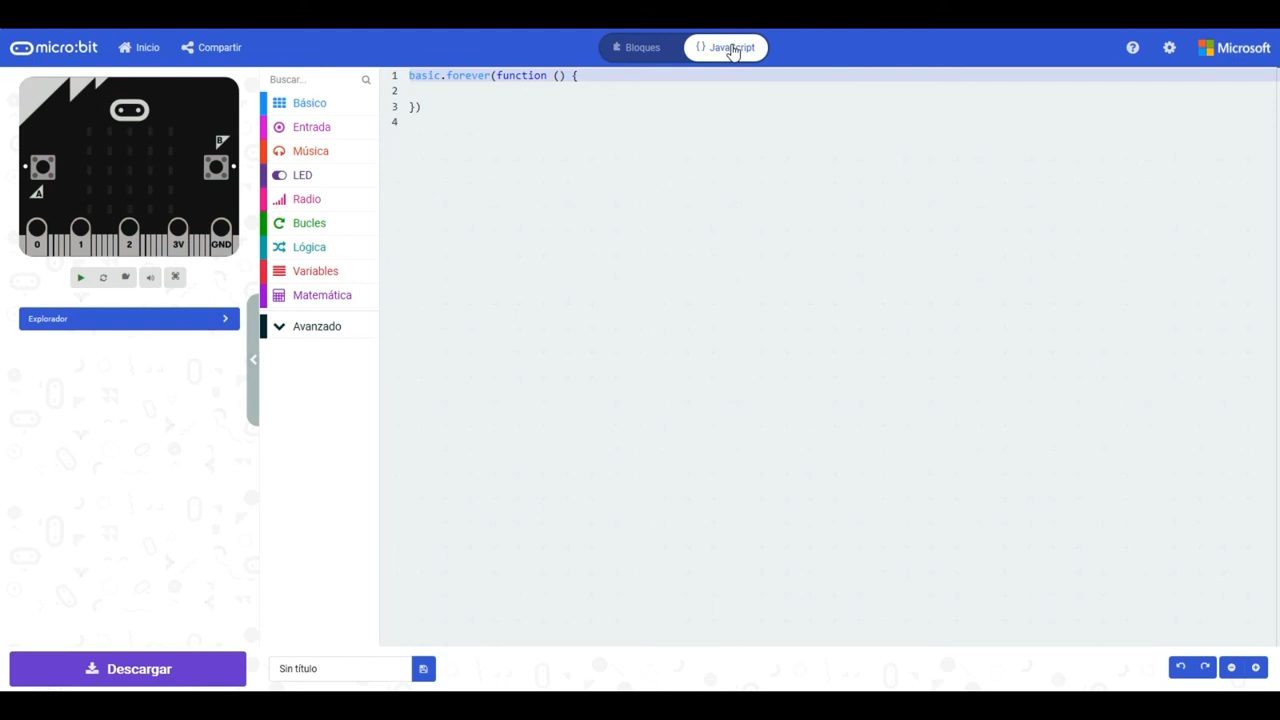 micro:bit Inicio Compartir Bloques {} JavaScript Microsoft
Buscar...
Básico
Entrada
Música
LED
Radio
Bucles
Lógica
Variables
Matemática
Avanzado
1 basic.forever(function () {
2
3 })
4
B
A
0 1 2 3V GND
Explorador
Descargar
Sin título